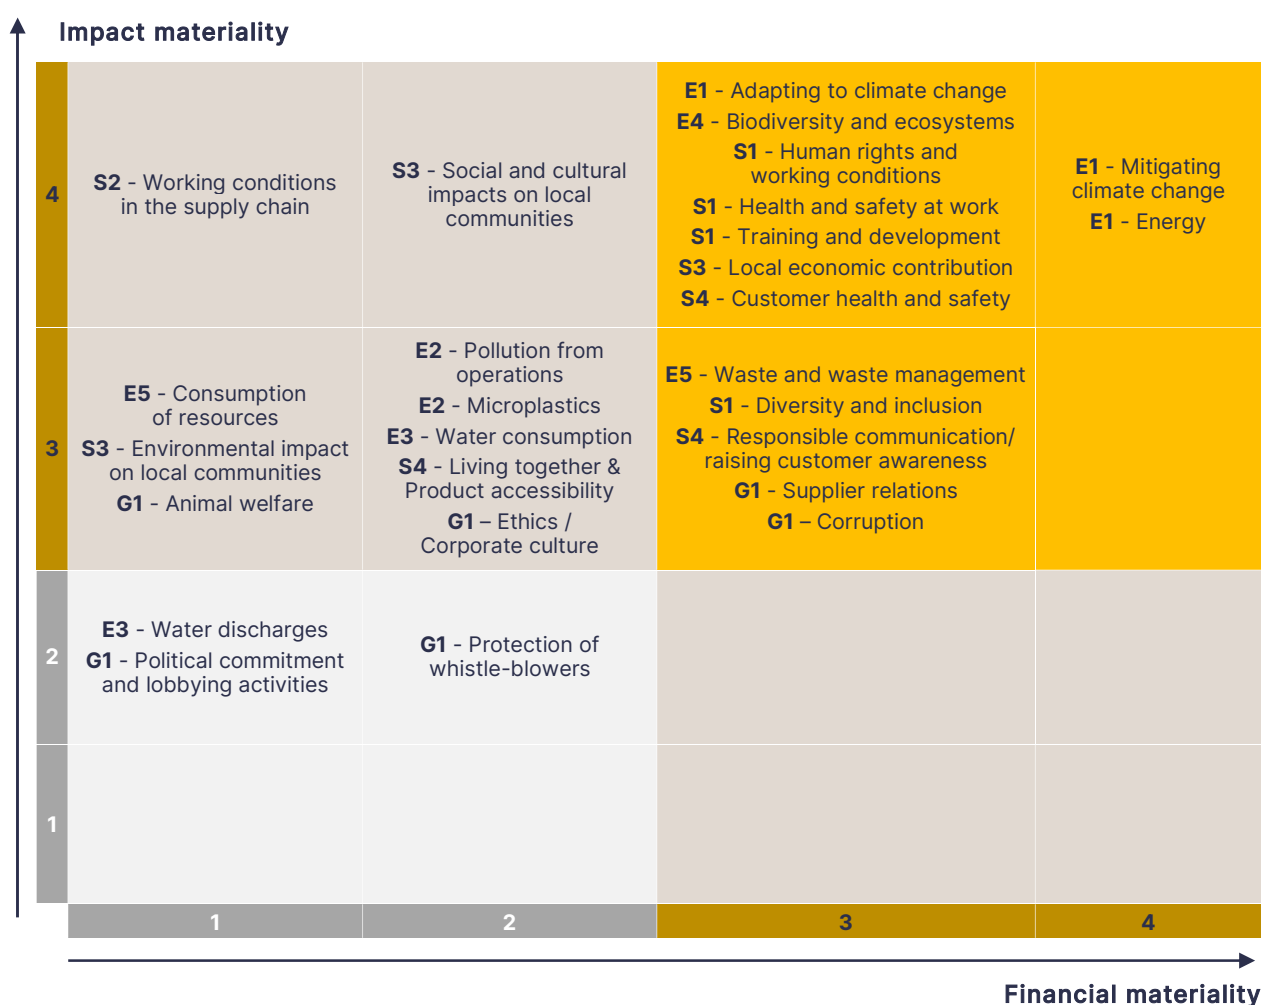 Impact materiality
4
S2 - Working conditions
in the supply chain
S3 - Social and cultural
impacts on local
communities
E1 - Adapting to climate change
E4 - Biodiversity and ecosystems
S1 - Human rights and
working conditions
S1 - Health and safety at work
S1 - Training and development
S3 - Local economic contribution
S4 - Customer health and safety
E1 - Mitigating
climate change
E1 - Energy
3
E5 - Consumption
of resources
S3 - Environmental impact
on local communities
G1 - Animal welfare
E2 - Pollution from
operations
E2 - Microplastics
E3 - Water consumption
S4 - Living together &
Product accessibility
G1 – Ethics /
Corporate culture
E5 - Waste and waste management
S1 - Diversity and inclusion
S4 - Responsible communication/
raising customer awareness
G1 - Supplier relations
G1 – Corruption
2
E3 - Water discharges
G1 - Political commitment
and lobbying activities
G1 - Protection of
whistle-blowers
1
1
2
3
4
Financial materiality